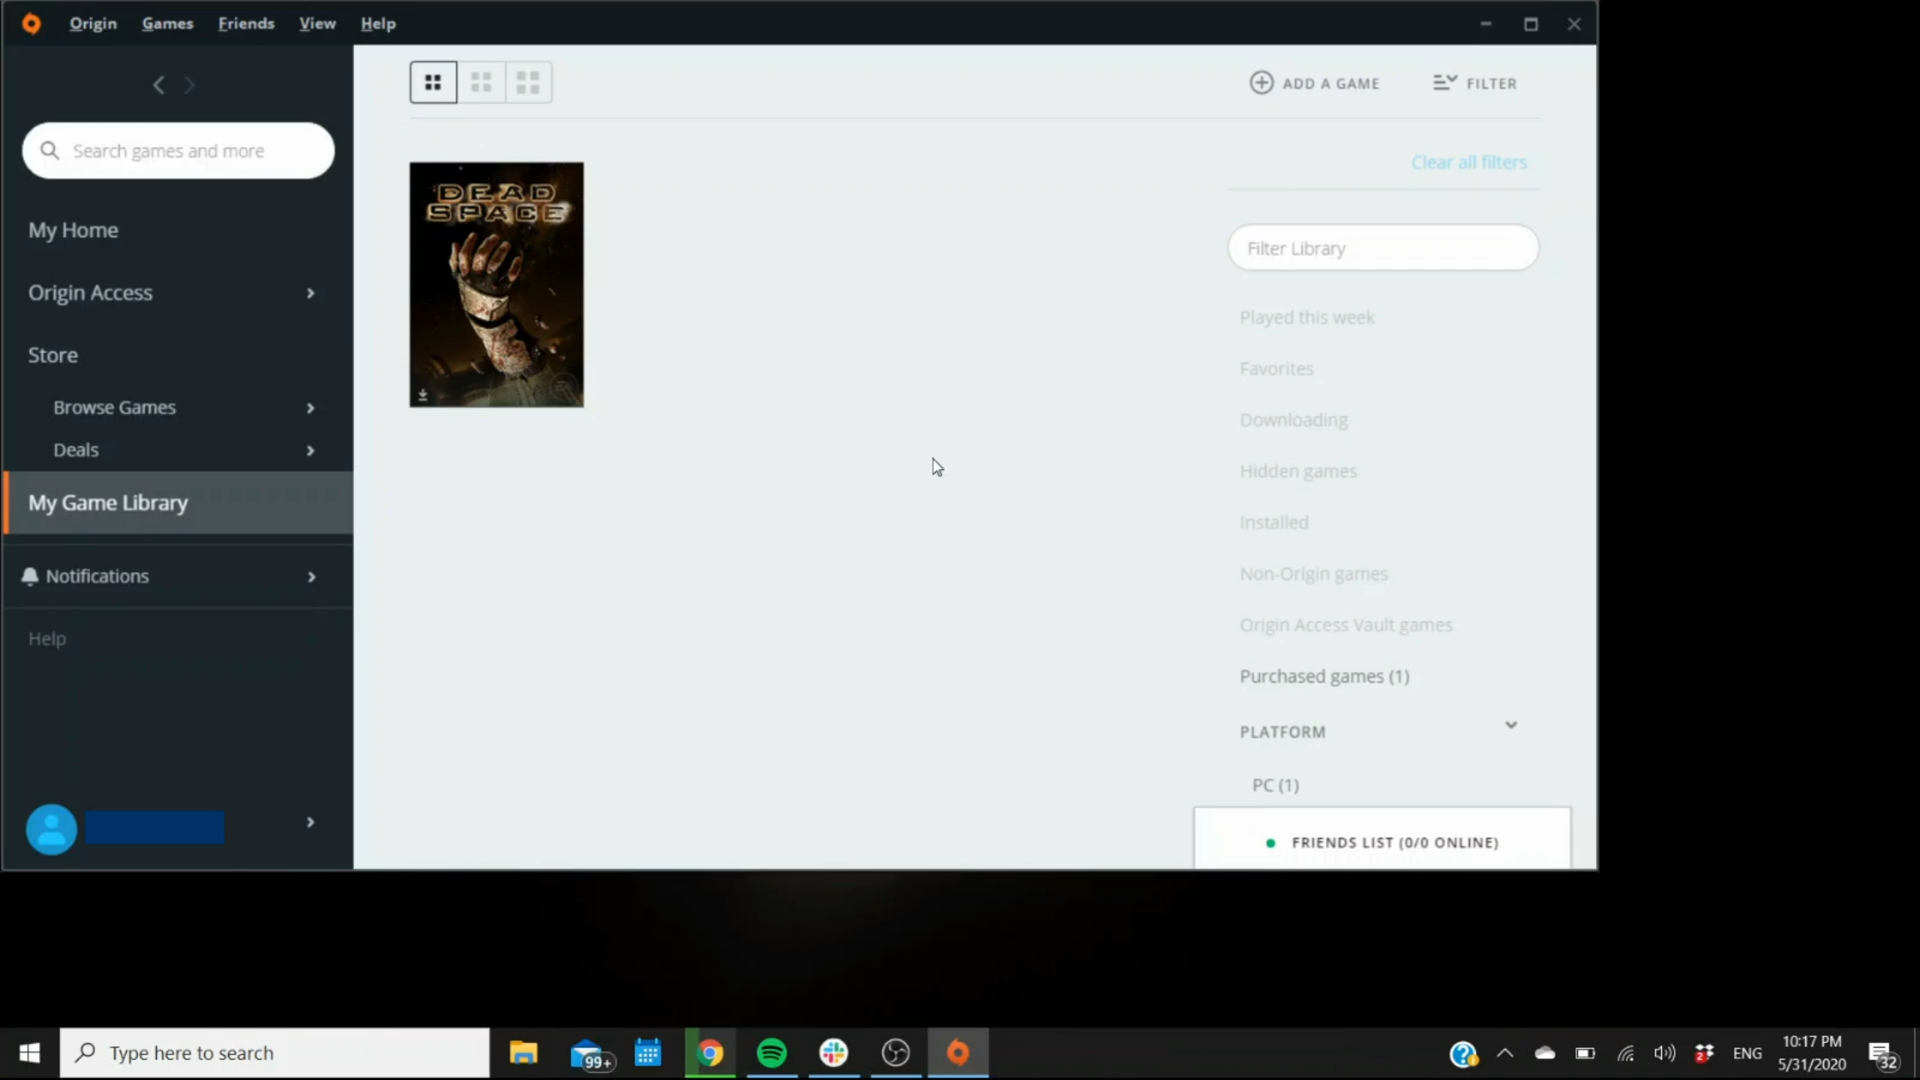 Origin Games Friends View Help
Search games and more
My Home
Origin Access
Store
Browse Games
Deals
My Game Library
Notifications
Help
ADD A GAME
FILTER
DEAD
SPACE
Clear all filters
Filter Library
Played this week
Favorites
Downloading
Hidden games
Installed
Non-Origin games
Origin Access Vault games
Purchased games (1)
PLATFORM
PC (1)
FRIENDS LIST (0/0 ONLINE)
Type here to search
99+
2
ENG
10:17 PM
5/31/2020
32